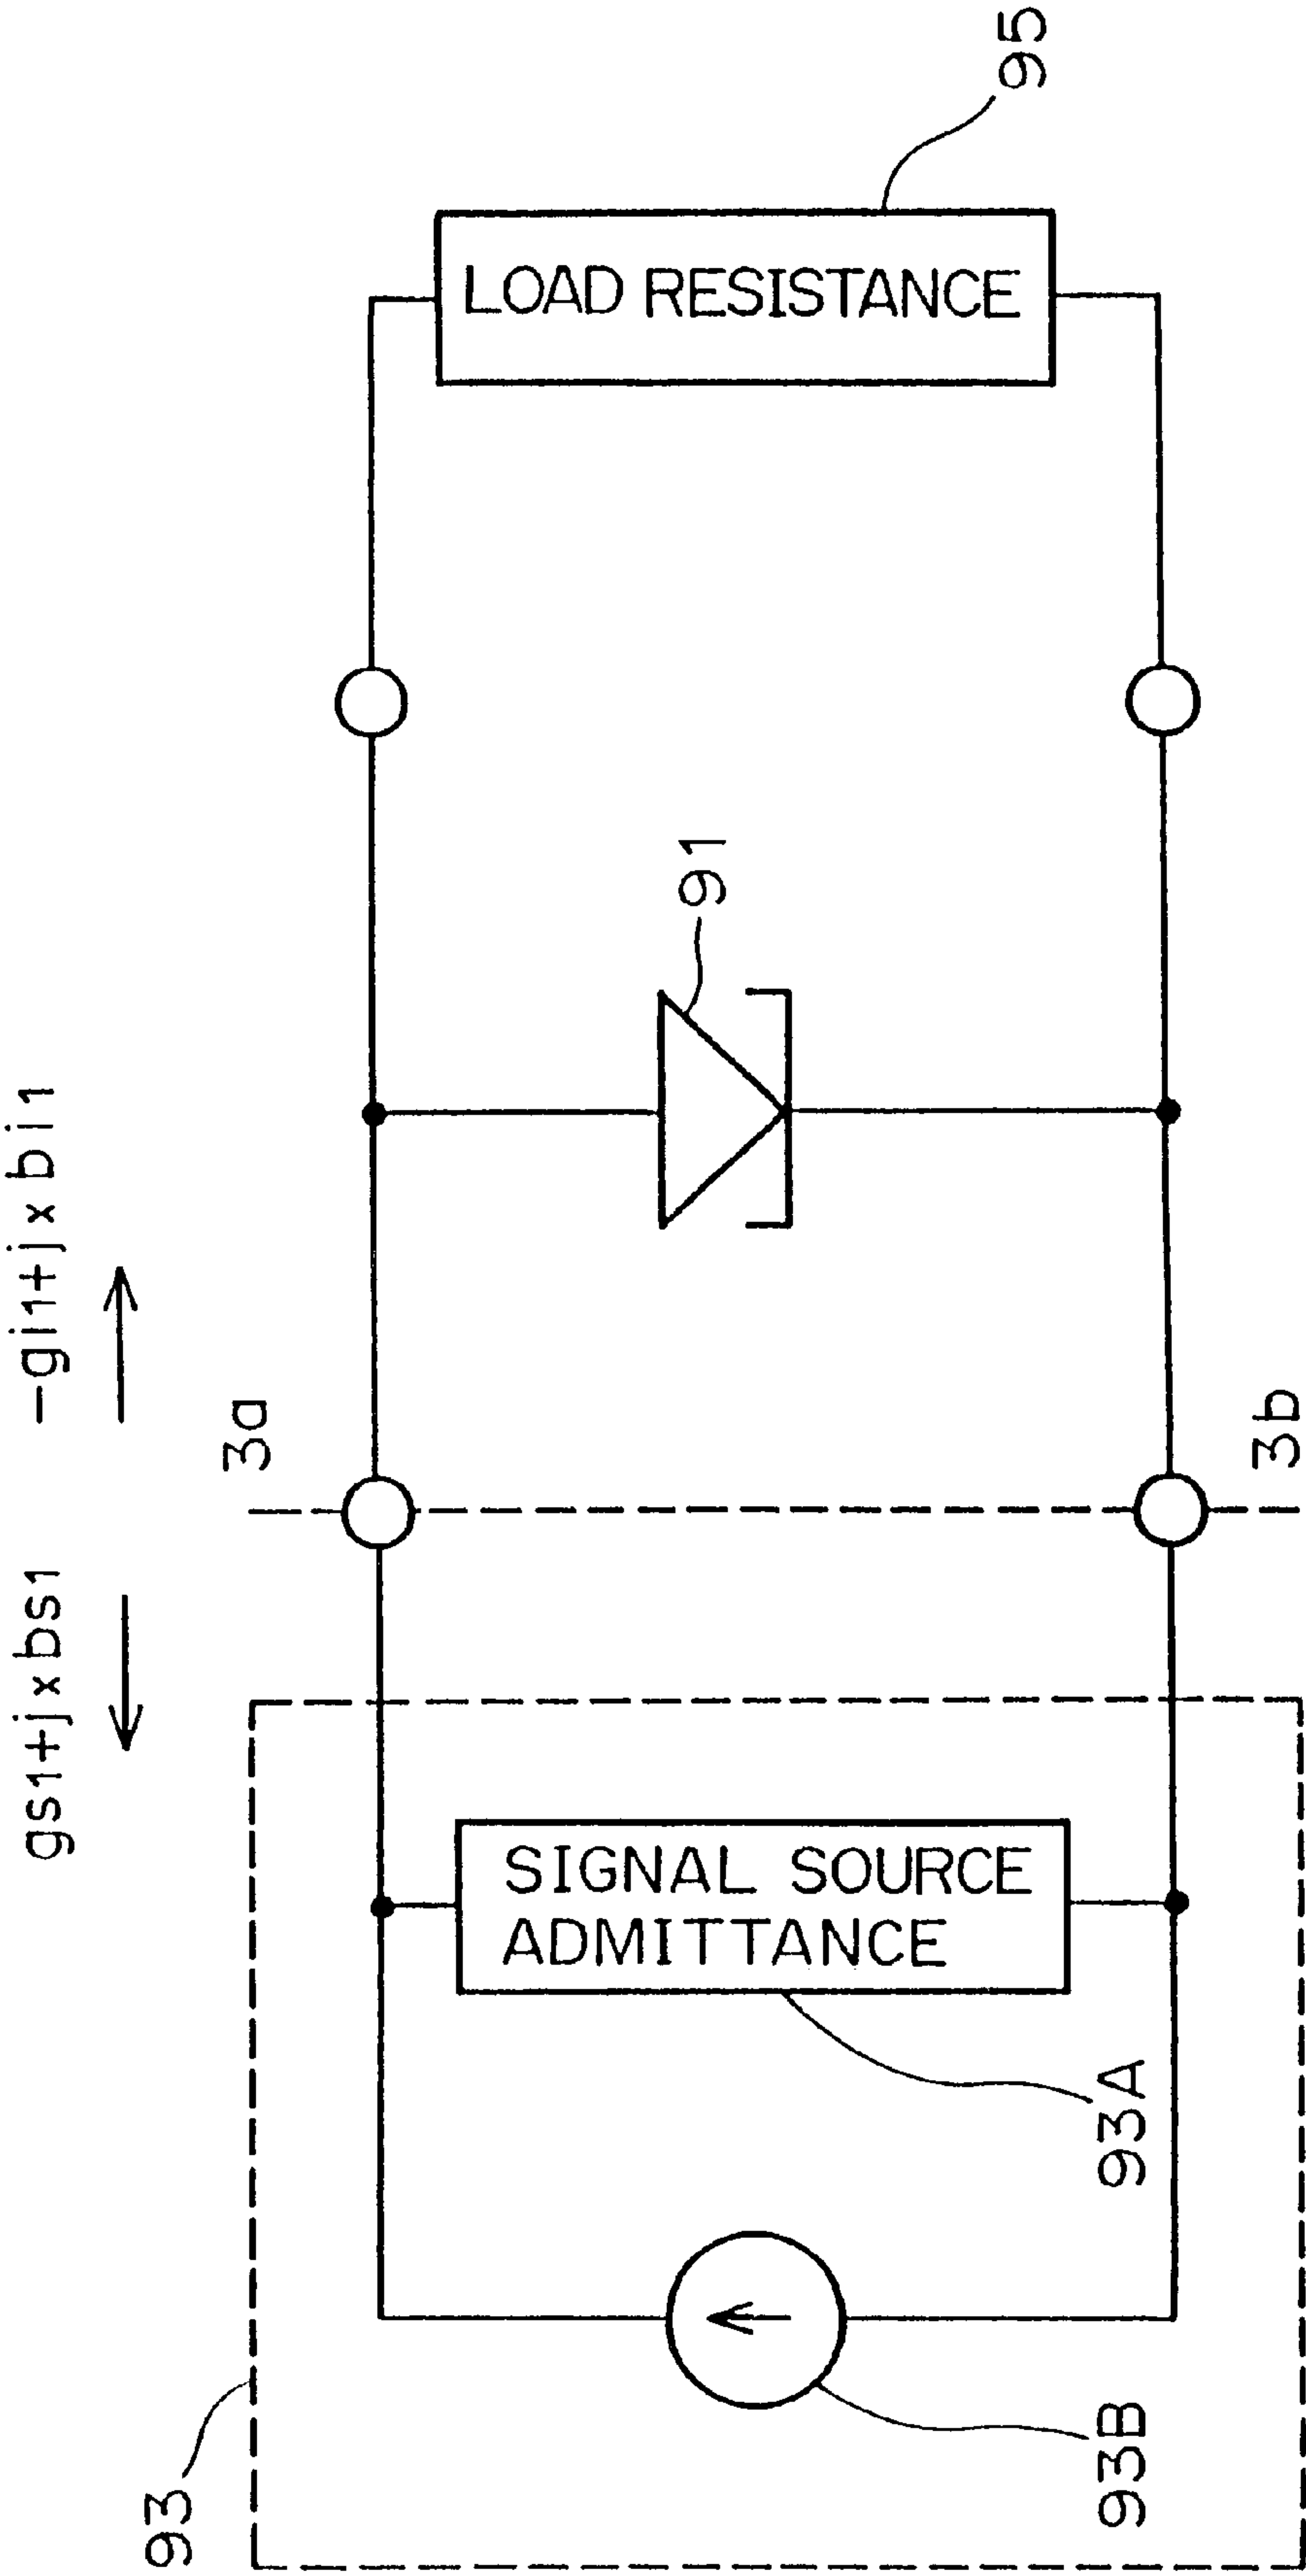 gs1+j×bs1
-gi1+j×bi1
3a
93
SIGNAL SOURCE
ADMITTANCE
91
LOAD RESISTANCE
95
93A
93B
3b